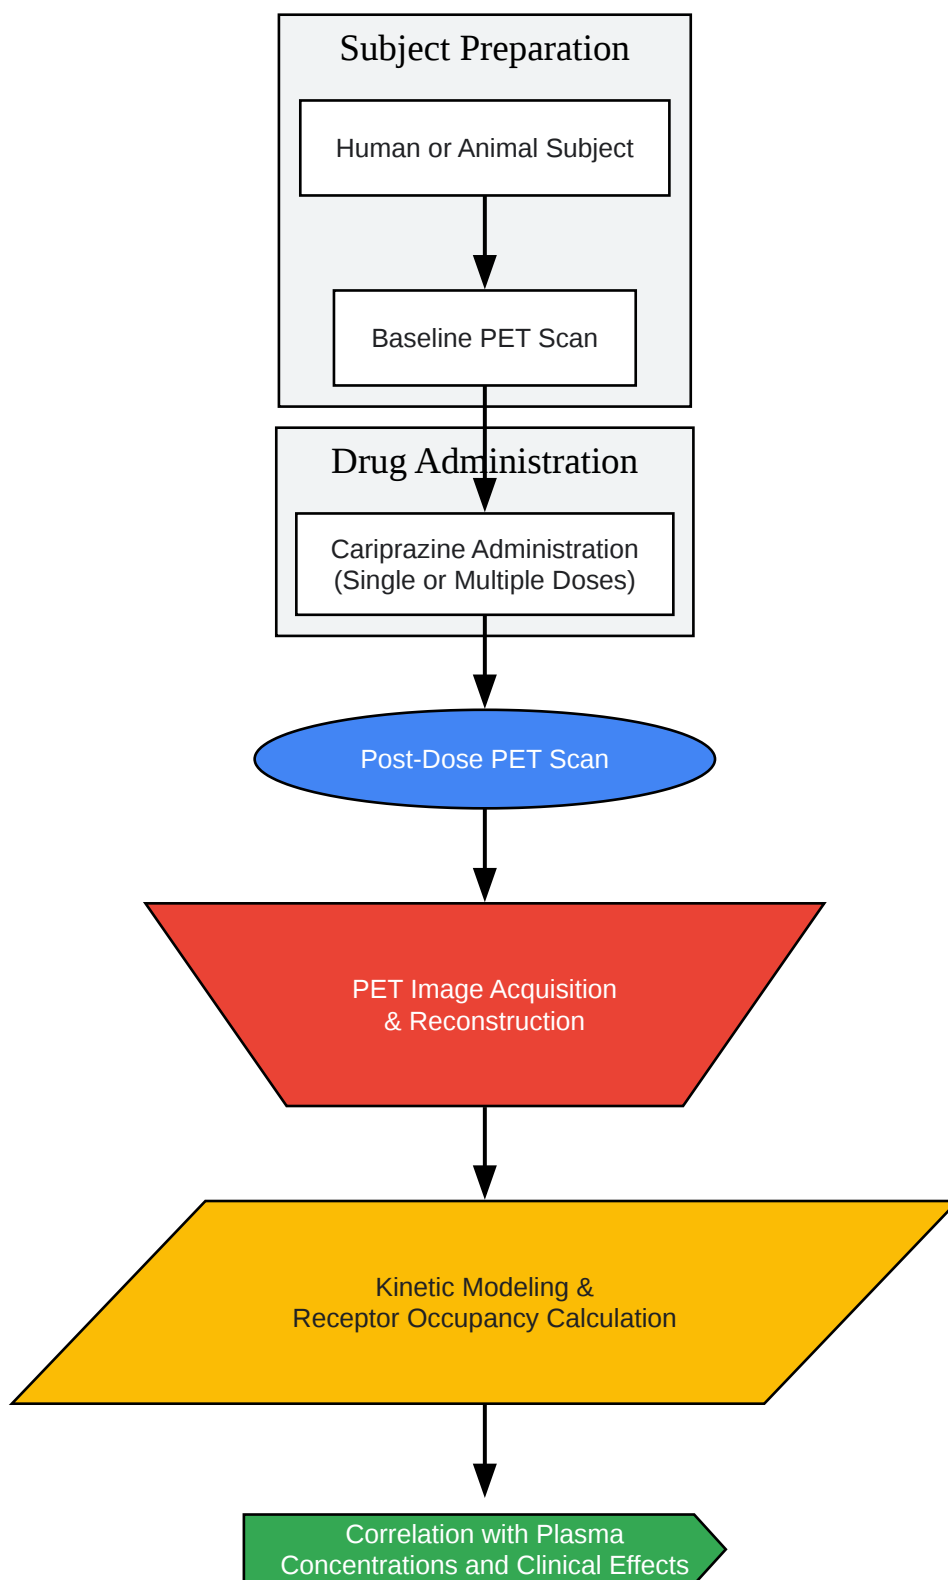 Subject Preparation
Human or Animal Subject
Baseline PET Scan
Drug Administration
Cariprazine Administration
(Single or Multiple Doses)
Post-Dose PET Scan
PET Image Acquisition
& Reconstruction
Kinetic Modeling &
Receptor Occupancy Calculation
Correlation with Plasma
Concentrations and Clinical Effects